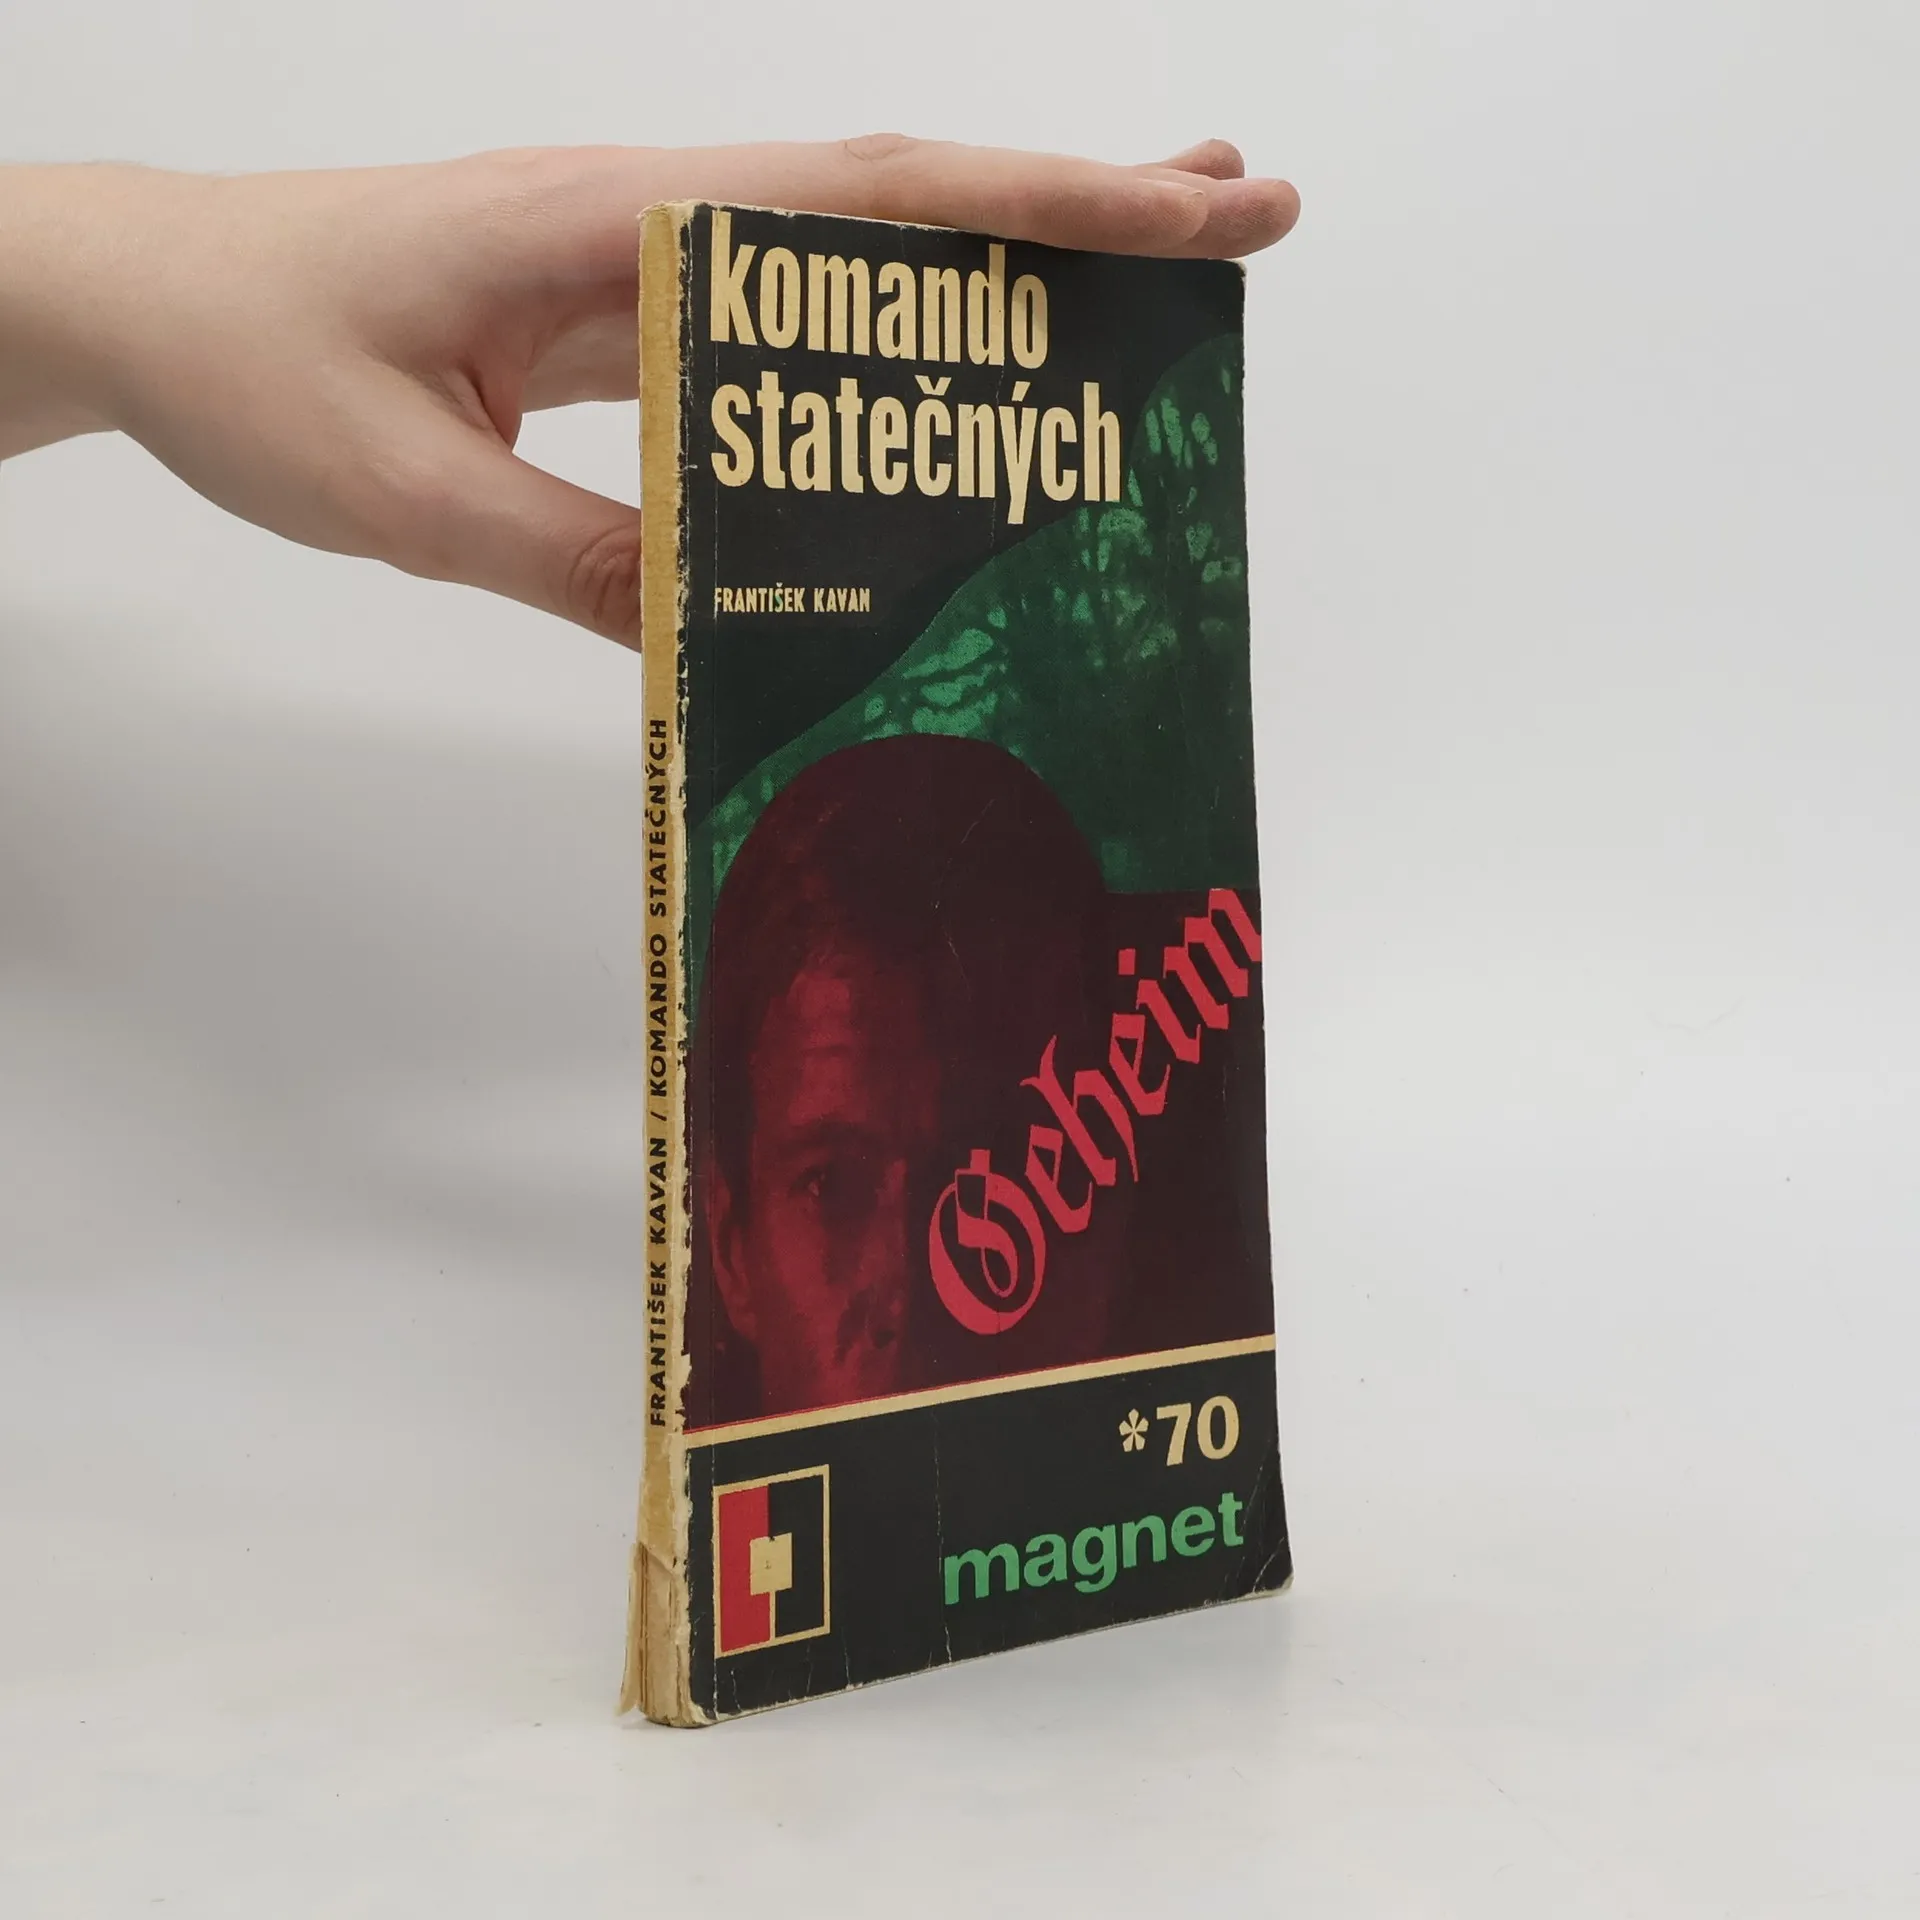 komando
statečných
FRANTIŠEK KAVAN
FRANTIŠEK KAVAN / KOMANDO STATEČNÝCH
Geheim
*70
magnet